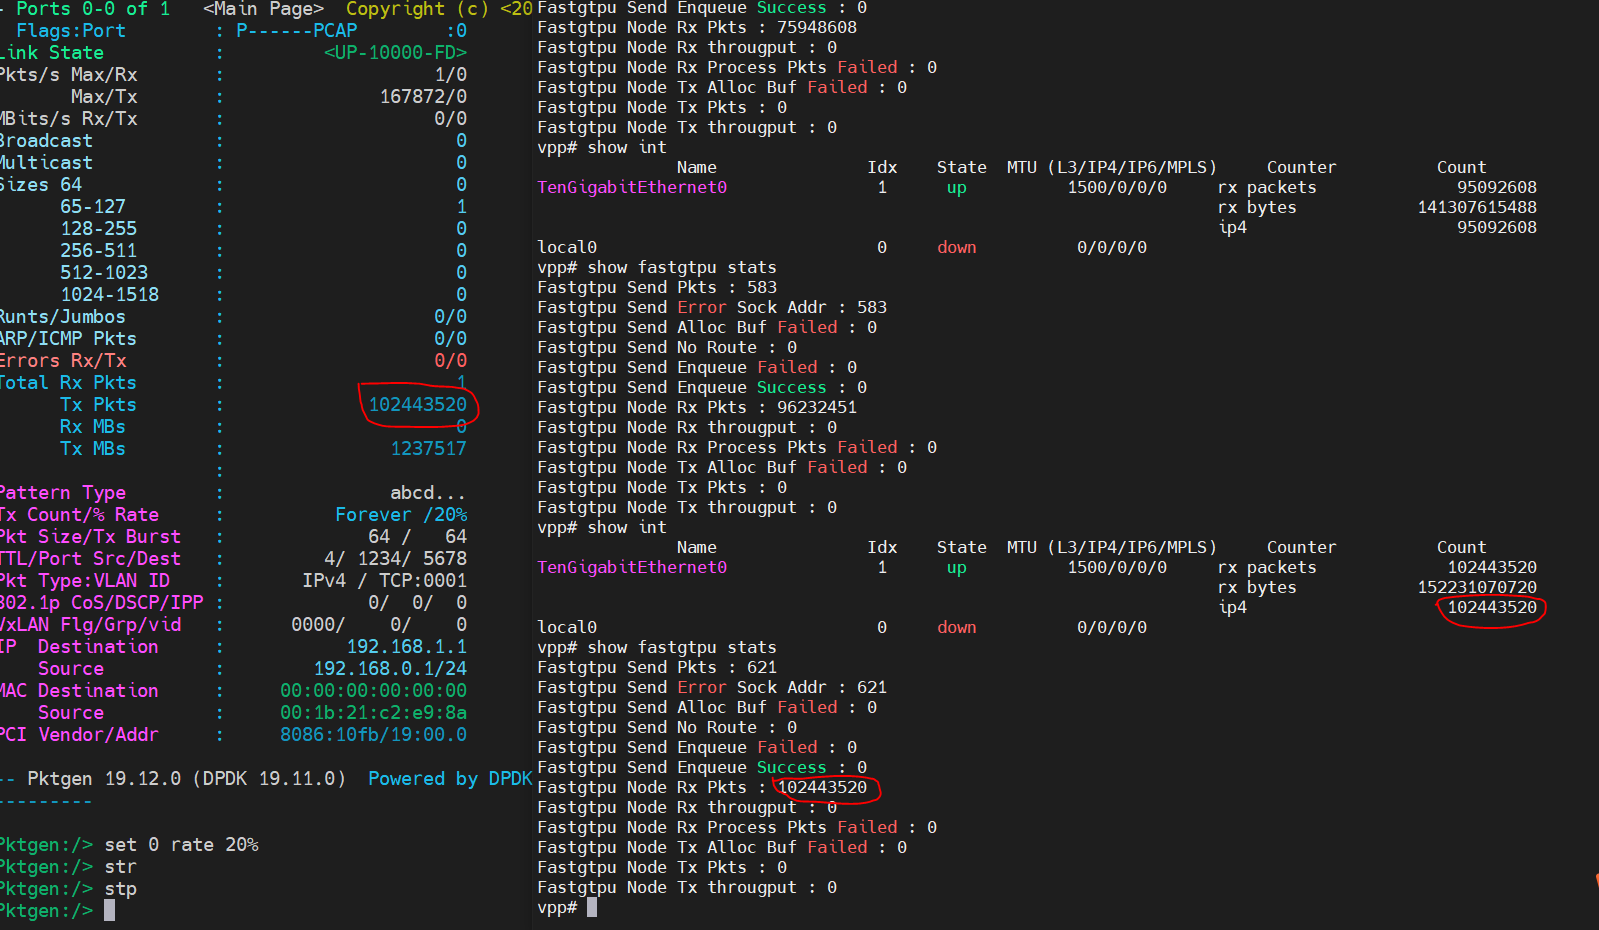 - Ports 0-0 of 1   <Main Page>  Copyright (c) <20
Flags:Port         : P------PCAP         :0
Link State           :          <UP-10000-FD>
Pkts/s Max/Rx        :                    1/0
Max/Tx        :               167872/0
MBits/s Rx/Tx        :                    0/0
Broadcast            :                      0
Multicast            :                      0
Sizes 64             :                      0
65-127         :                      1
128-255        :                      0
256-511        :                      0
512-1023       :                      0
1024-1518      :                      0
Runts/Jumbos         :                    0/0
ARP/ICMP Pkts        :                    0/0
Errors Rx/Tx         :                    0/0
Total Rx Pkts        :                      1
Tx Pkts        :              102443520
Rx MBs         :                      0
Tx MBs         :                1237517
:
Pattern Type         :                abcd...
Tx Count/% Rate      :           Forever /20%
Pkt Size/Tx Burst    :              64 /   64
TTL/Port Src/Dest    :          4/ 1234/ 5678
Pkt Type:VLAN ID     :        IPv4 / TCP:0001
802.1p CoS/DSCP/IPP  :              0/  0/  0
VxLAN Flg/Grp/vid    :       0000/    0/    0
IP  Destination      :            192.168.1.1
Source           :         192.168.0.1/24
MAC Destination      :      00:00:00:00:00:00
Source           :      00:1b:21:c2:e9:8a
PCI Vendor/Addr      :      8086:10fb/19:00.0
-- Pktgen 19.12.0 (DPDK 19.11.0)  Powered by DPDK
---------
Pktgen:/> set 0 rate 20%
Pktgen:/> str
Pktgen:/> stp
Pktgen:/>
Fastgtpu Send Enqueue Success : 0
Fastgtpu Node Rx Pkts : 75948608
Fastgtpu Node Rx througput : 0
Fastgtpu Node Rx Process Pkts Failed : 0
Fastgtpu Node Tx Alloc Buf Failed : 0
Fastgtpu Node Tx Pkts : 0
Fastgtpu Node Tx througput : 0
vpp# show int
Name               Idx    State  MTU (L3/IP4/IP6/MPLS)     Counter          Count
TenGigabitEthernet0               1      up          1500/0/0/0     rx packets              95092608
rx bytes            141307615488
ip4                     95092608
local0                            0     down          0/0/0/0
vpp# show fastgtpu stats
Fastgtpu Send Pkts : 583
Fastgtpu Send Error Sock Addr : 583
Fastgtpu Send Alloc Buf Failed : 0
Fastgtpu Send No Route : 0
Fastgtpu Send Enqueue Failed : 0
Fastgtpu Send Enqueue Success : 0
Fastgtpu Node Rx Pkts : 96232451
Fastgtpu Node Rx througput : 0
Fastgtpu Node Rx Process Pkts Failed : 0
Fastgtpu Node Tx Alloc Buf Failed : 0
Fastgtpu Node Tx Pkts : 0
Fastgtpu Node Tx througput : 0
vpp# show int
Name               Idx    State  MTU (L3/IP4/IP6/MPLS)     Counter          Count
TenGigabitEthernet0               1      up          1500/0/0/0     rx packets             102443520
rx bytes            152231070720
ip4                    102443520
local0                            0     down          0/0/0/0
vpp# show fastgtpu stats
Fastgtpu Send Pkts : 621
Fastgtpu Send Error Sock Addr : 621
Fastgtpu Send Alloc Buf Failed : 0
Fastgtpu Send No Route : 0
Fastgtpu Send Enqueue Failed : 0
Fastgtpu Send Enqueue Success : 0
Fastgtpu Node Rx Pkts : 102443520
Fastgtpu Node Rx througput : 0
Fastgtpu Node Rx Process Pkts Failed : 0
Fastgtpu Node Tx Alloc Buf Failed : 0
Fastgtpu Node Tx Pkts : 0
Fastgtpu Node Tx througput : 0
vpp#